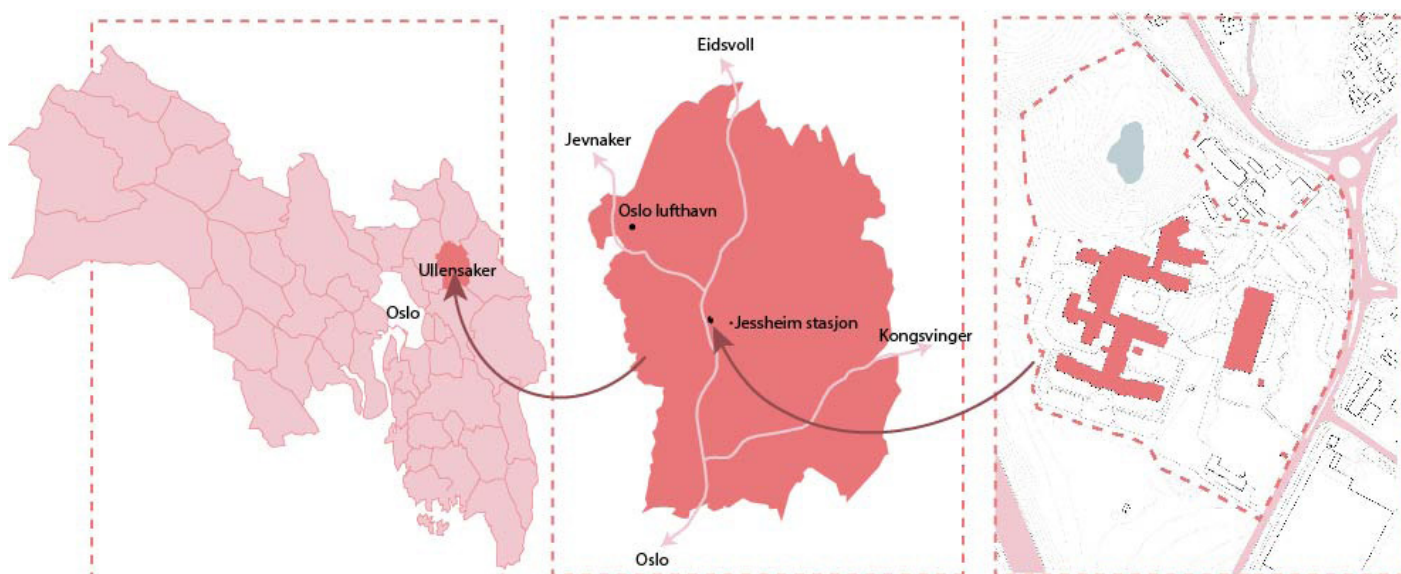 Ullensaker
Oslo
Eidsvoll
Jevnaker
Oslo lufthavn
Jessheim stasjon
Kongsvinger
Oslo